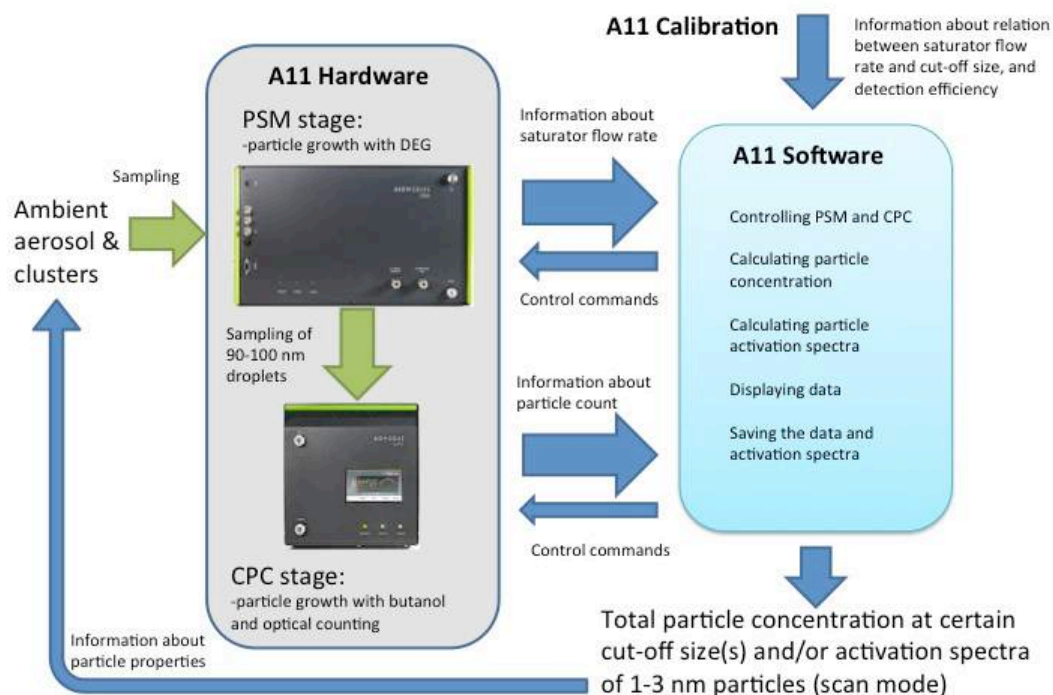 A11 Calibration
Information about relation
between saturator flow
rate and cut-off size, and
detection efficiency
A11 Hardware
PSM stage:
-particle growth with DEG
Sampling
Ambient
aerosol &
clusters
Information about
saturator flow rate
Control commands
Sampling of
90-100 nm
droplets
Information about
particle count
Control commands
CPC stage:
-particle growth with butanol
and optical counting
A11 Software
Controlling PSM and CPC
Calculating particle
concentration
Calculating particle
activation spectra
Displaying data
Saving the data and
activation spectra
Information about
particle properties
Total particle concentration at certain
cut-off size(s) and/or activation spectra
of 1-3 nm particles (scan mode)